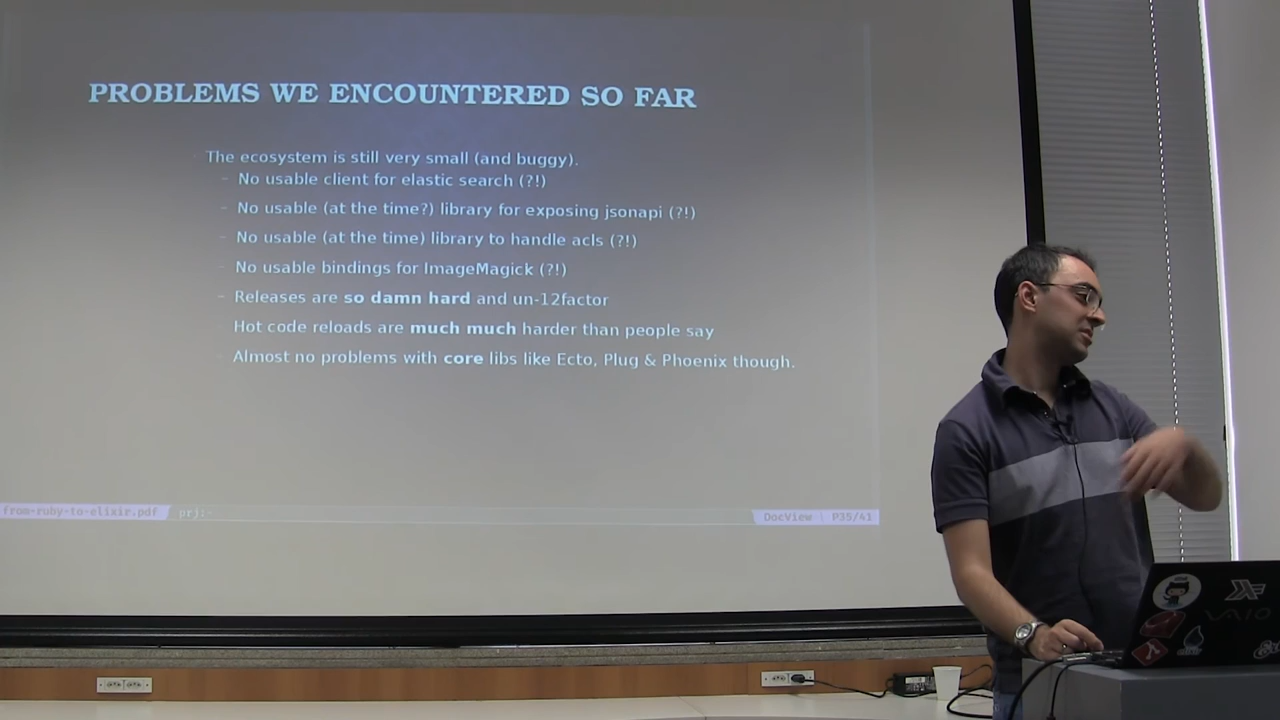 PROBLEMS WE ENCOUNTERED SO FAR
The ecosystem is still very small (and buggy).
– No usable client for elastic search (?!)
– No usable (at the time?) library for exposing jsonapi (?!)
– No usable (at the time) library to handle acls (?!)
– No usable bindings for ImageMagick (?!)
– Releases are so damn hard and un-12factor
Hot code reloads are much much harder than people say
Almost no problems with core libs like Ecto, Plug & Phoenix though.
from-ruby-to-elixir.pdf prj:- DocView P35/41
VAIO